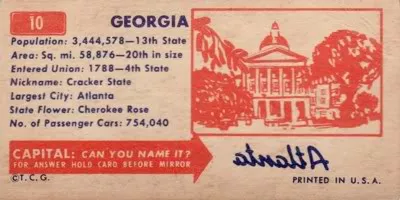 10
GEORGIA
Population: 3,444,578—13th State
Area: Sq. mi. 58,876—20th in size
Entered Union: 1788—4th State
Nickname: Cracker State
Largest City: Atlanta
State Flower: Cherokee Rose
No. of Passenger Cars: 754,040
CAPITAL: CAN YOU NAME IT?
FOR ANSWER HOLD CARD BEFORE MIRROR
Atlanta
©T.C.G.
PRINTED IN U.S.A.